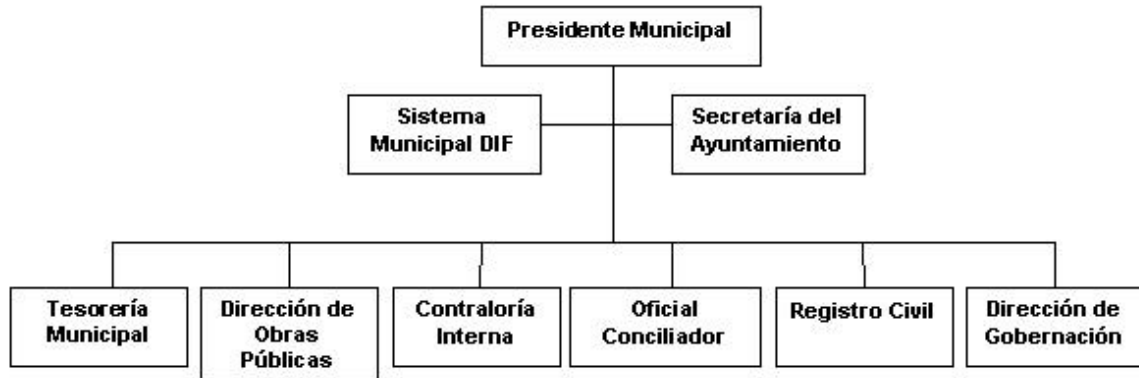 Presidente Municipal
Sistema
Municipal DIF
Secretaría del
Ayuntamiento
Tesorería
Municipal
Dirección de
Obras
Públicas
Contraloría
Interna
Oficial
Conciliador
Registro Civil
Dirección de
Gobernación